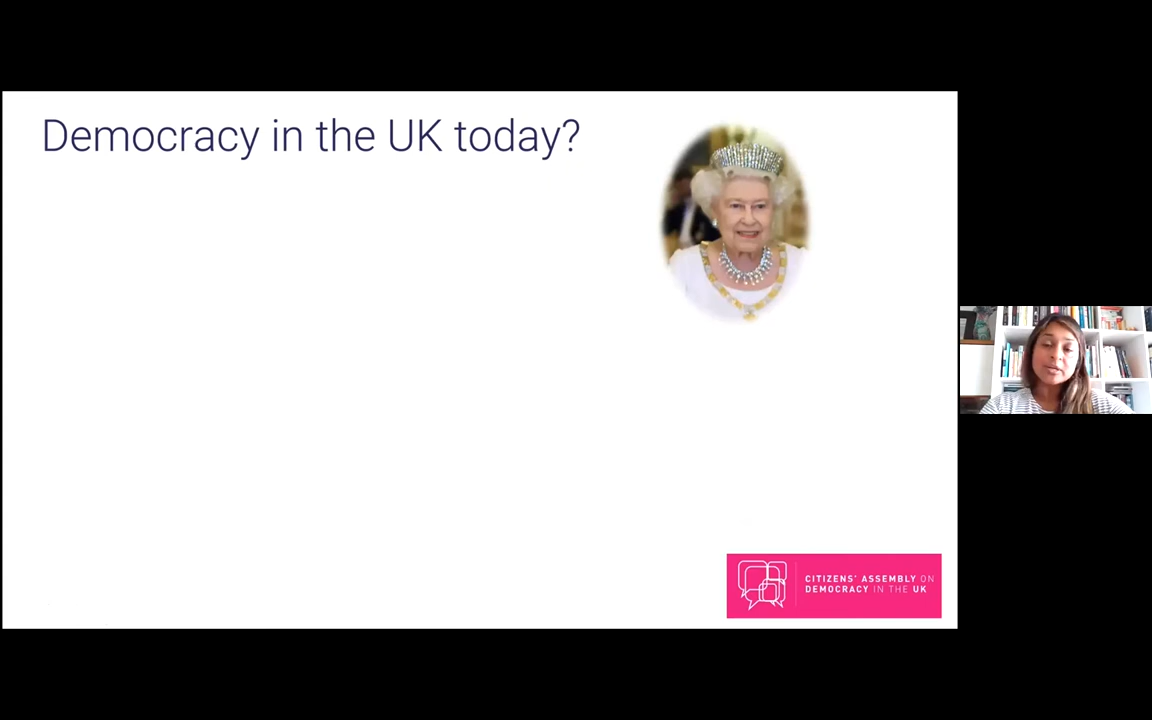 Democracy in the UK today?
CITIZENS' ASSEMBLY ON
DEMOCRACY IN THE UK